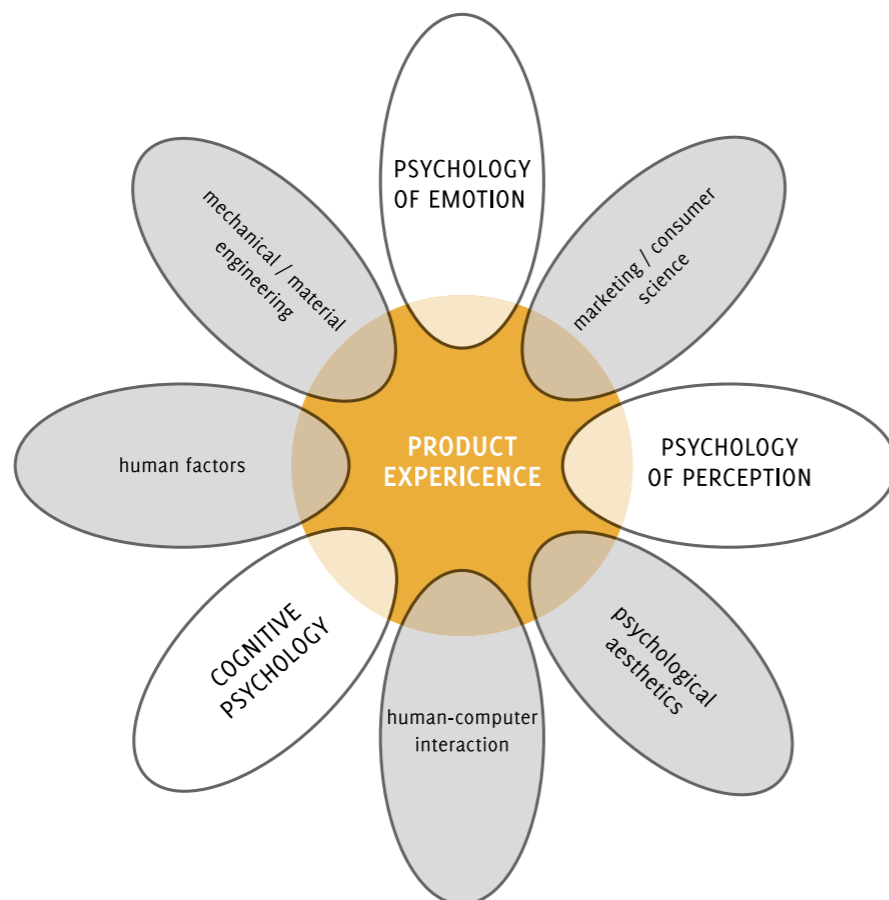 PSYCHOLOGY
OF EMOTION
mechanical / material
engineering
marketing / consumer
science
human factors
PRODUCT
EXPERICENCE
PSYCHOLOGY
OF PERCEPTION
COGNITIVE
PSYCHOLOGY
human-computer
interaction
psychological
aesthetics